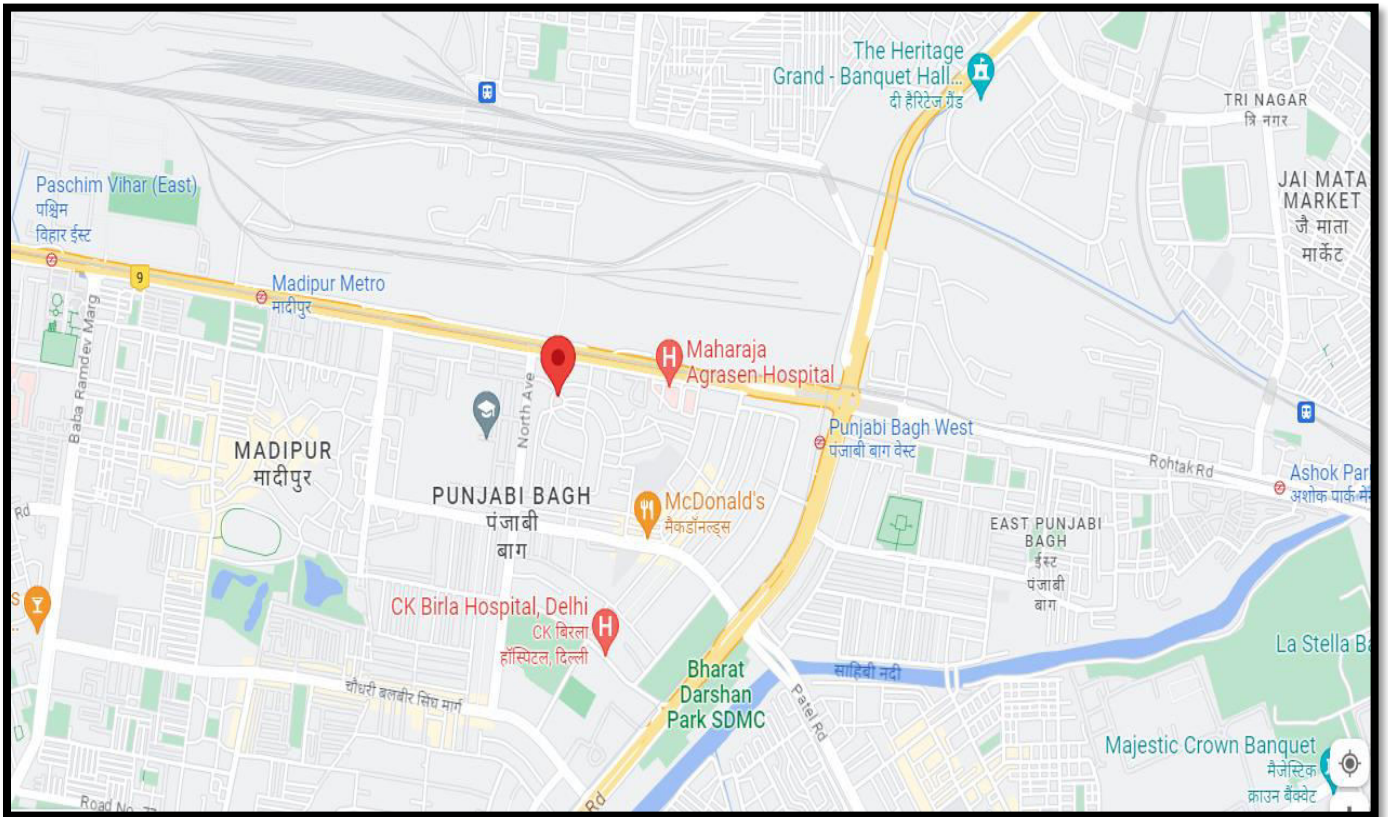 The Heritage
Grand - Banquet Hall...
दी हैरिटेज ग्रैंड
TRI NAGAR
त्रि नगर
JAI MATA
MARKET
जै माता
मार्केट
Paschim Vihar (East)
पश्चिम
विहार ईस्ट
9
Madipur Metro
मादीपुर
Baba Ramdev Marg
North Ave
H
Maharaja
Agrasen Hospital
Punjabi Bagh West
पंजाबी बाग वेस्ट
Rohtak Rd
Ashok Par
अशोक पार्क
MADIPUR
मादीपुर
PUNJABI BAGH
पंजाबी
बाग
McDonald's
मैकडॉनल्ड्स
Rd
EAST PUNJABI
BAGH
ईस्ट
पंजाबी
बाग
S
CK Birla Hospital, Delhi
CK बिरला
हॉस्पिटल, दिल्ली
H
La Stella Ba
साहिबी नदी
चौधरी बलबीर सिंघ मार्ग
Bharat
Darshan
Park SDMC
Patel Rd
Majestic Crown Banquet
मैजेस्टिक
क्राउन बैंक्वेट
Road No
Rd